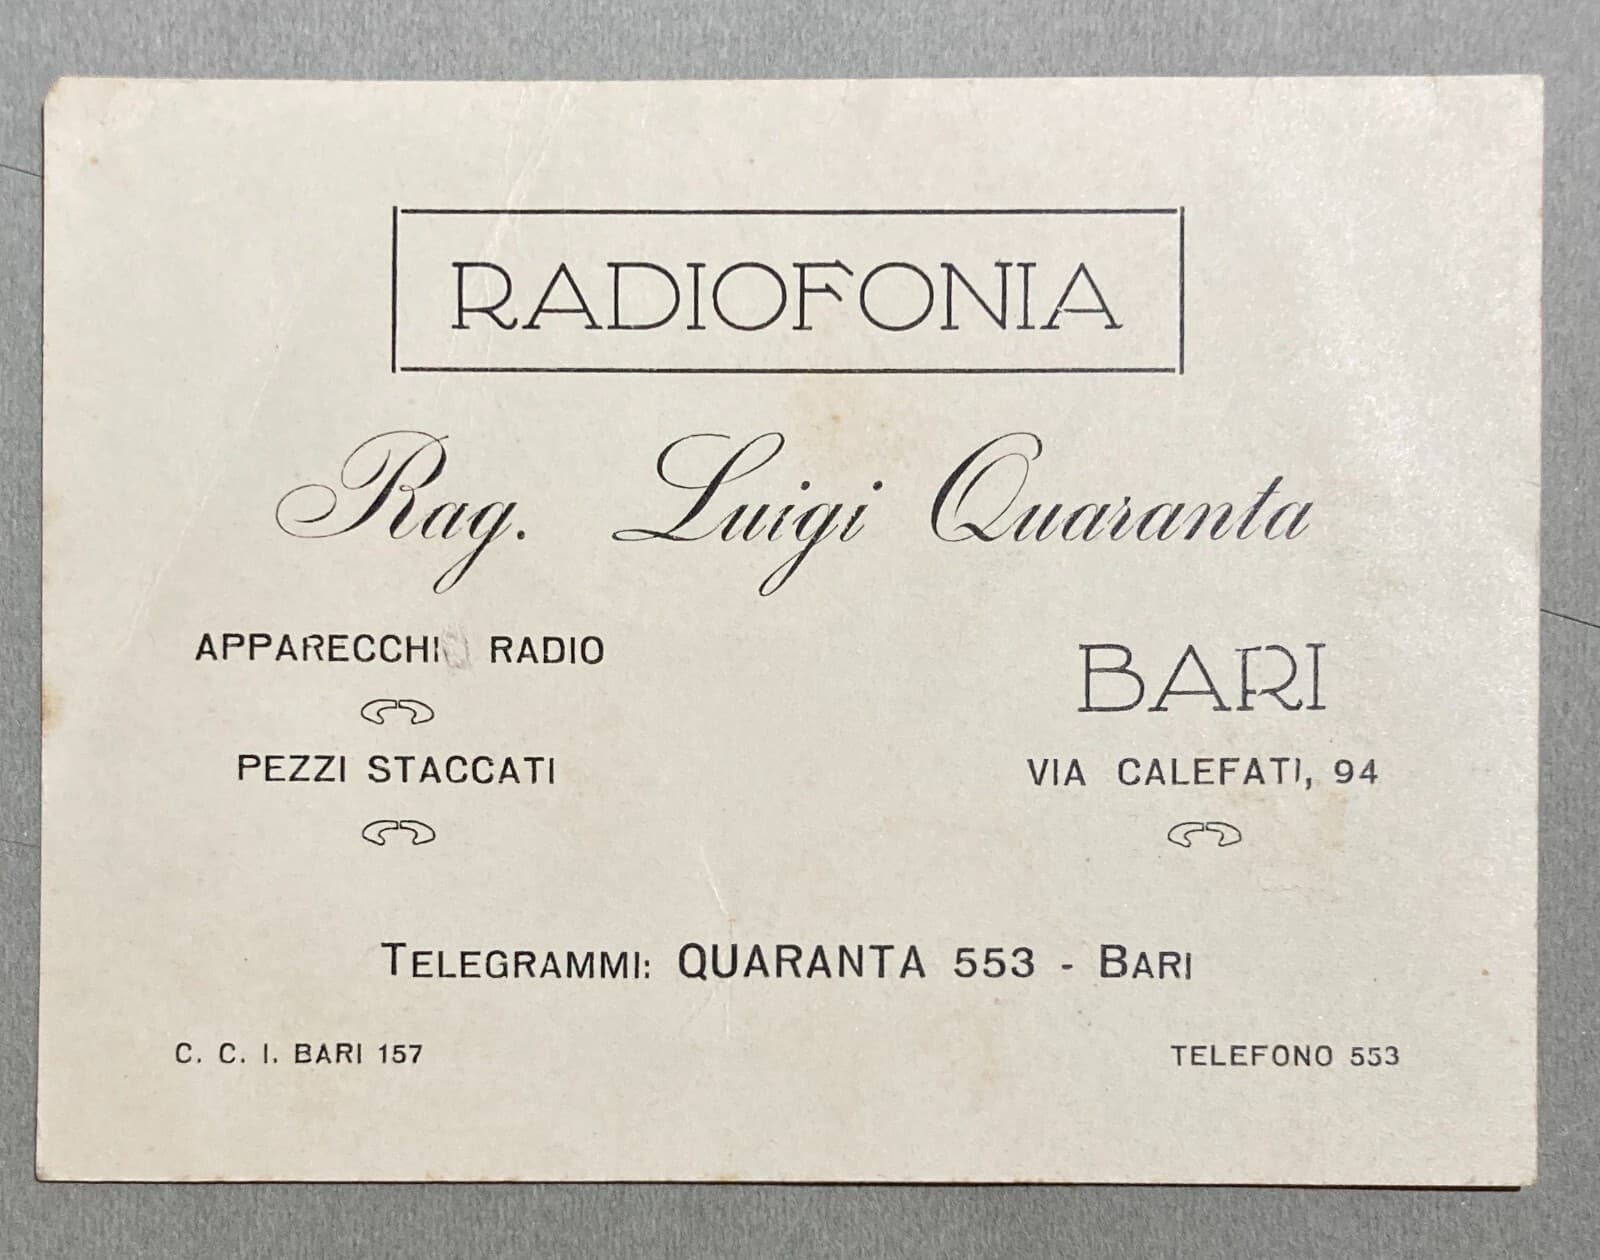 RADIOFONIA
Rag. Luigi Quaranta
APPARECCHI RADIO
PEZZI STACCATI
BARI
VIA CALEFATI, 94
TELEGRAMMI: QUARANTA 553 - BARI
C. C. I. BARI 157
TELEFONO 553